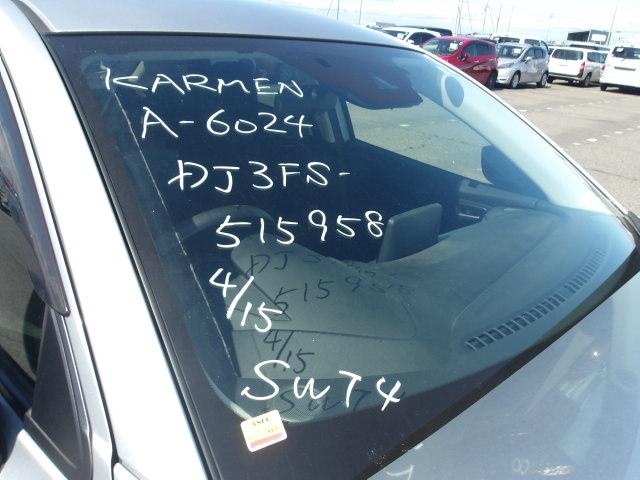 KARMEN
A-6024
DJ3FS-
515958
4/15
SWT4